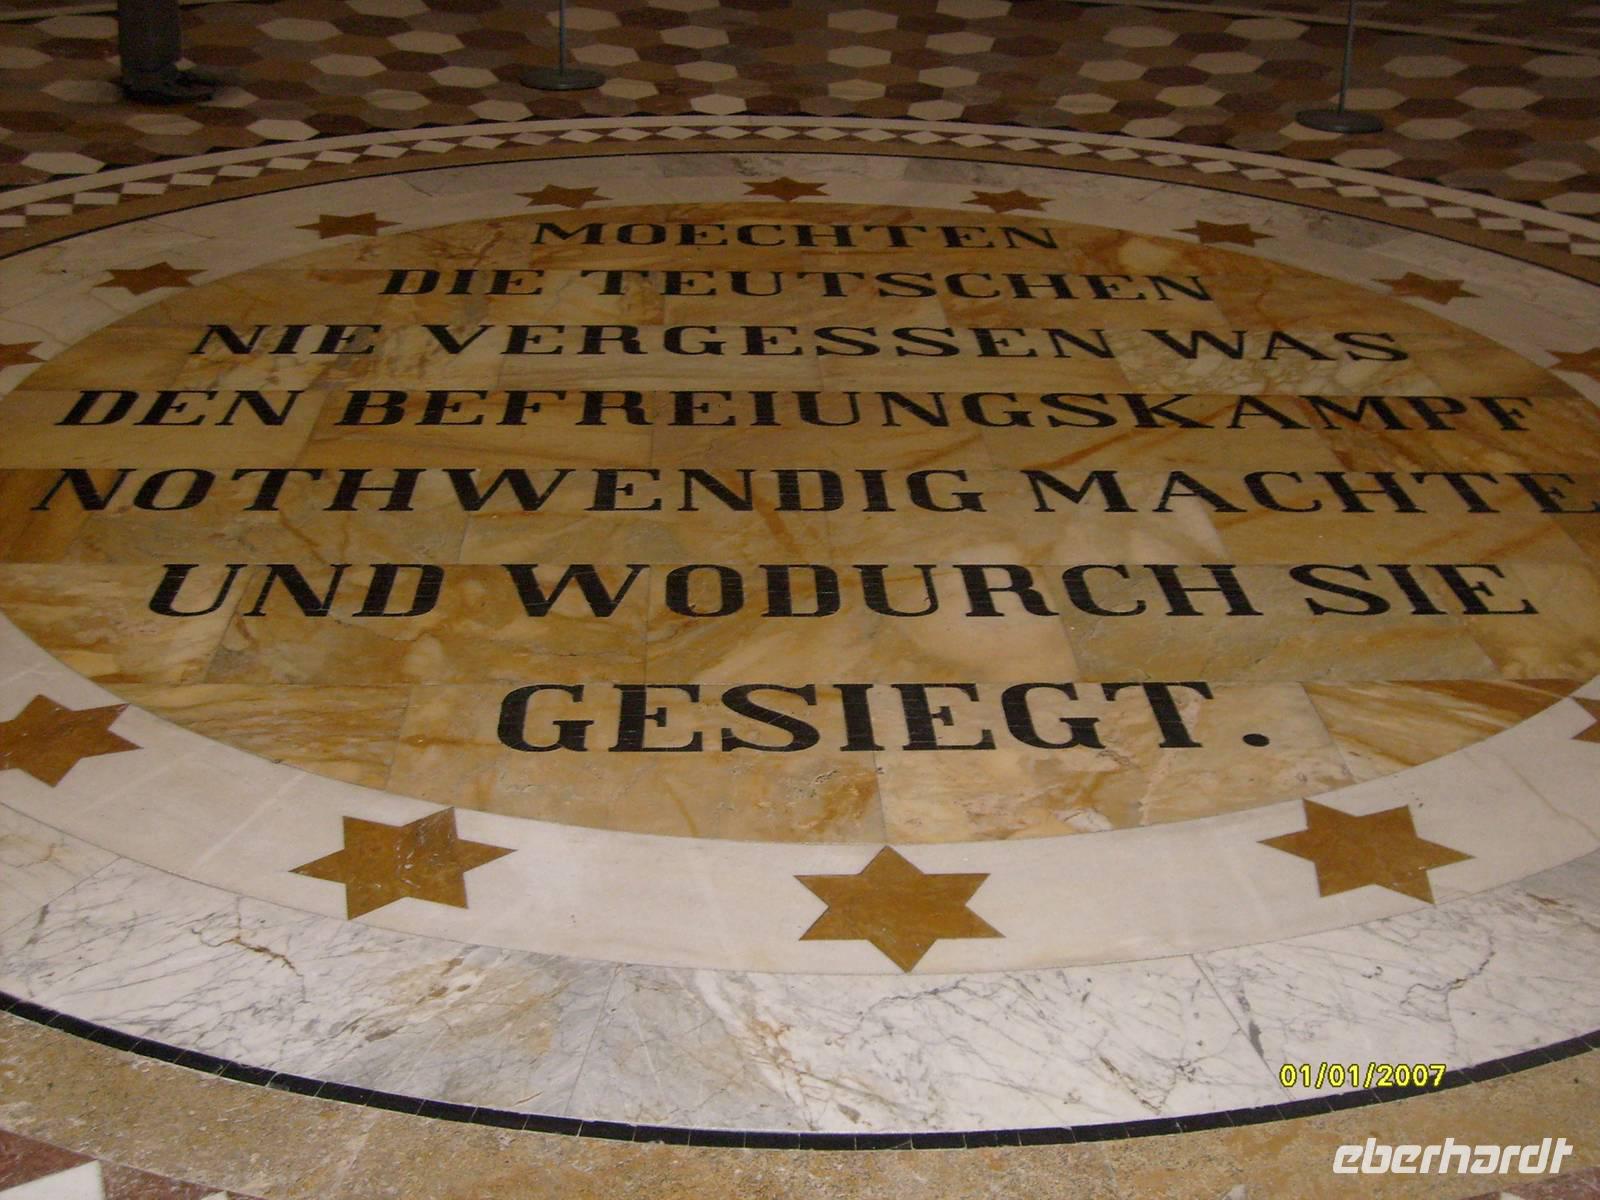 MOECHTEN
DIE TEUTSCHEN
NIE VERGESSEN WAS
DEN BEFREIUNGSKAMPF
NOTHWENDIG MACHTE
UND WODURCH SIE
GESIEGT.
01/01/2007
eberhardt